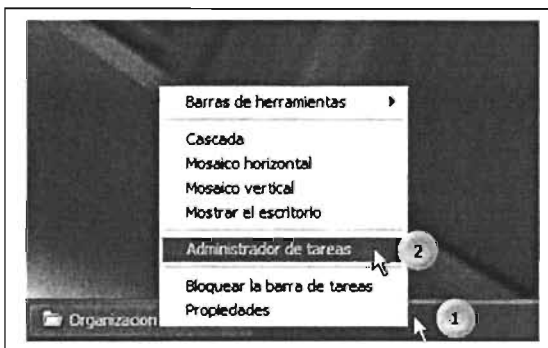 Barras de herramientas
Cascada
Mosaico horizontal
Mosaico vertical
Mostrar el escritorio
Administrador de tareas
2
Bloquear la barra de tareas
Propiedades
Organizacion
1